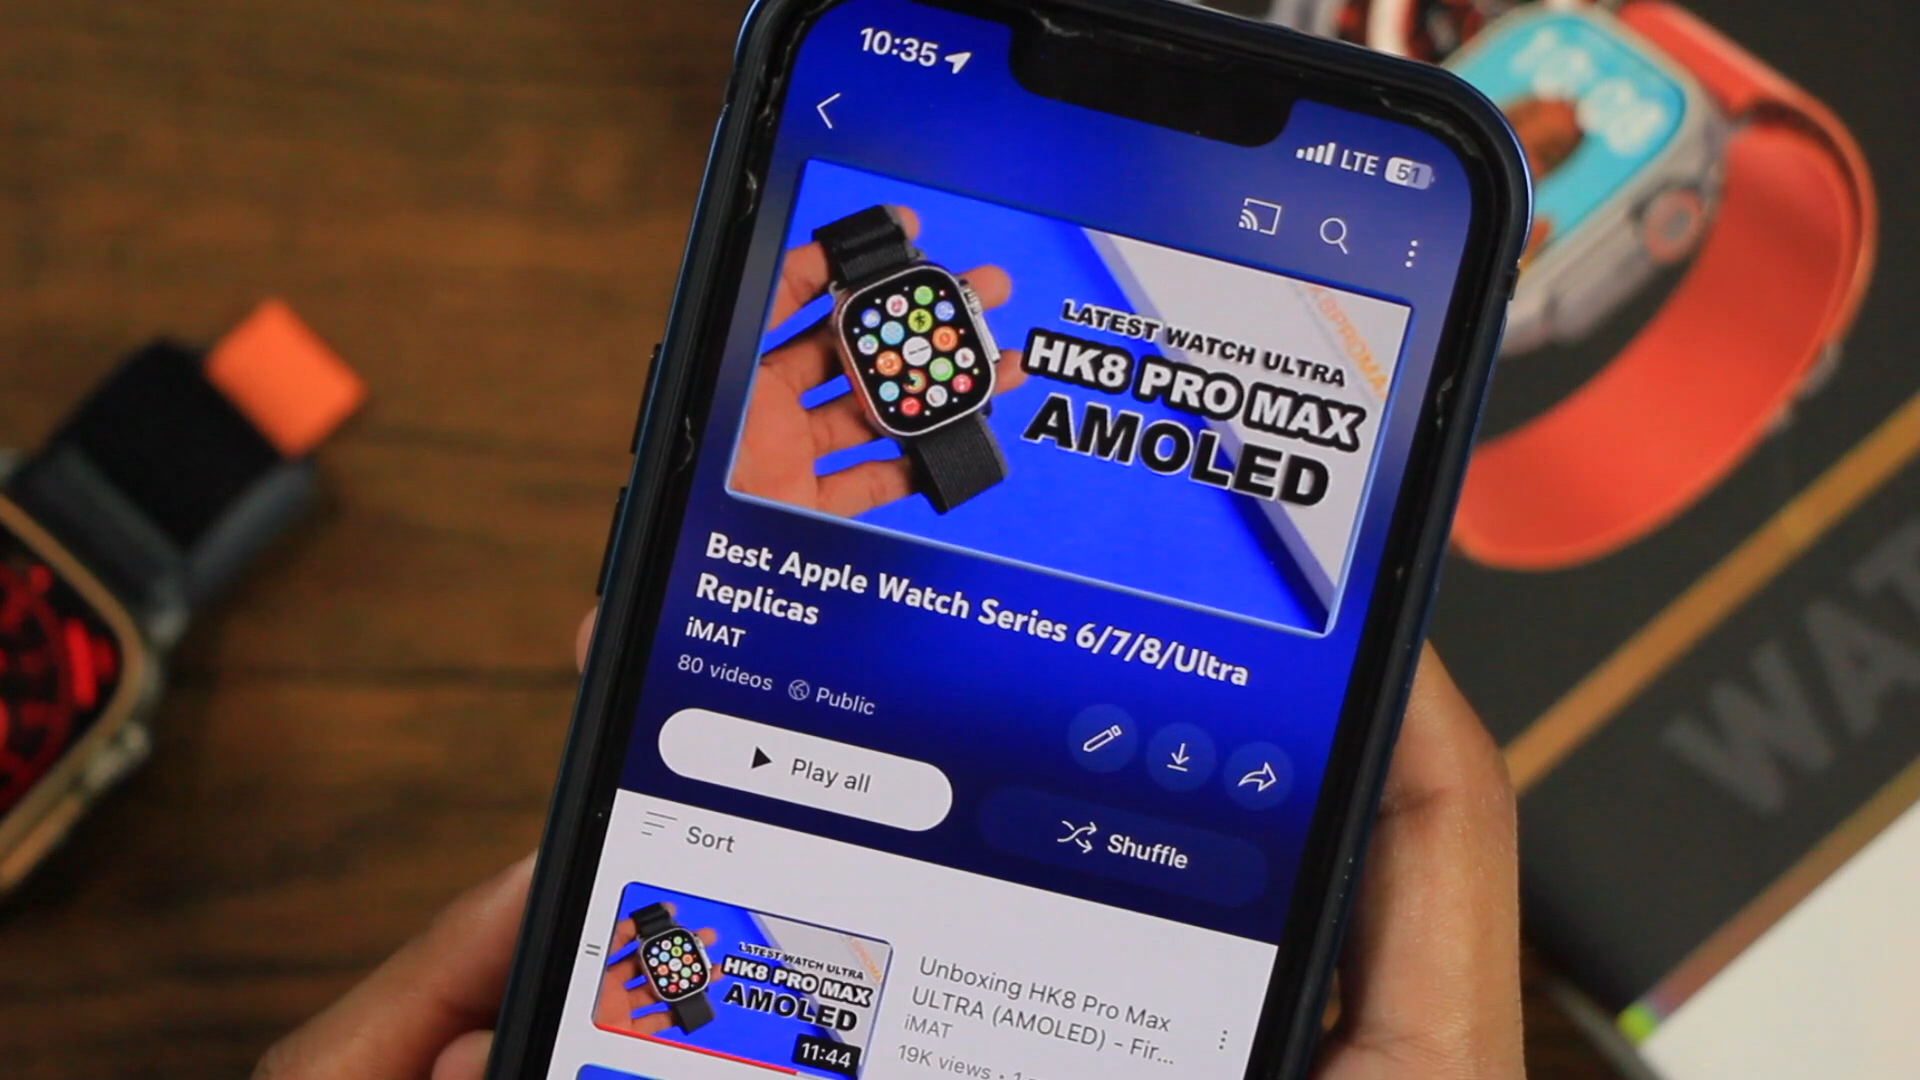 10:35
LTE 51
LATEST WATCH ULTRA
HK8 PRO MAX
AMOLED
Best Apple Watch Series 6/7/8/Ultra
Replicas
iMAT
80 videos Public
Play all
Shuffle
Sort
LATEST WATCH ULTRA
HK8 PRO MAX
AMOLED
11:44
Unboxing HK8 Pro Max
ULTRA (AMOLED) - Fir...
iMAT
19K views •